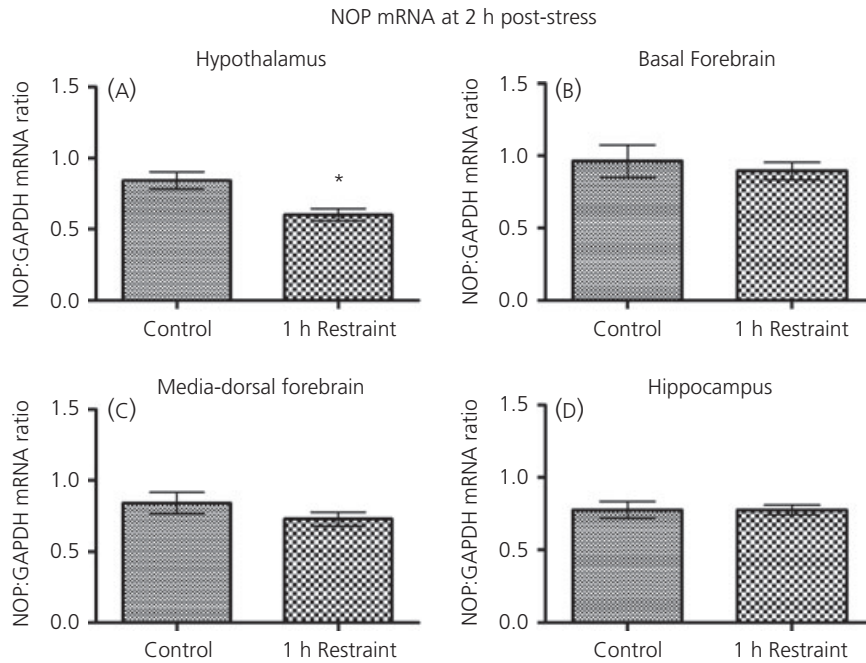 NOP mRNA at 2 h post-stress
Hypothalamus
(A)
NOP:GAPDH mRNA ratio
1.5
1.0
0.5
0.0
*
Control 1 h Restraint
Basal Forebrain
(B)
NOP:GAPDH mRNA ratio
1.5
1.0
0.5
0.0
Control 1 h Restraint
Media-dorsal forebrain
(C)
NOP:GAPDH mRNA ratio
1.5
1.0
0.5
0.0
Control 1 h Restraint
Hippocampus
(D)
NOP:GAPDH mRNA ratio
1.5
1.0
0.5
0.0
Control 1 h Restraint